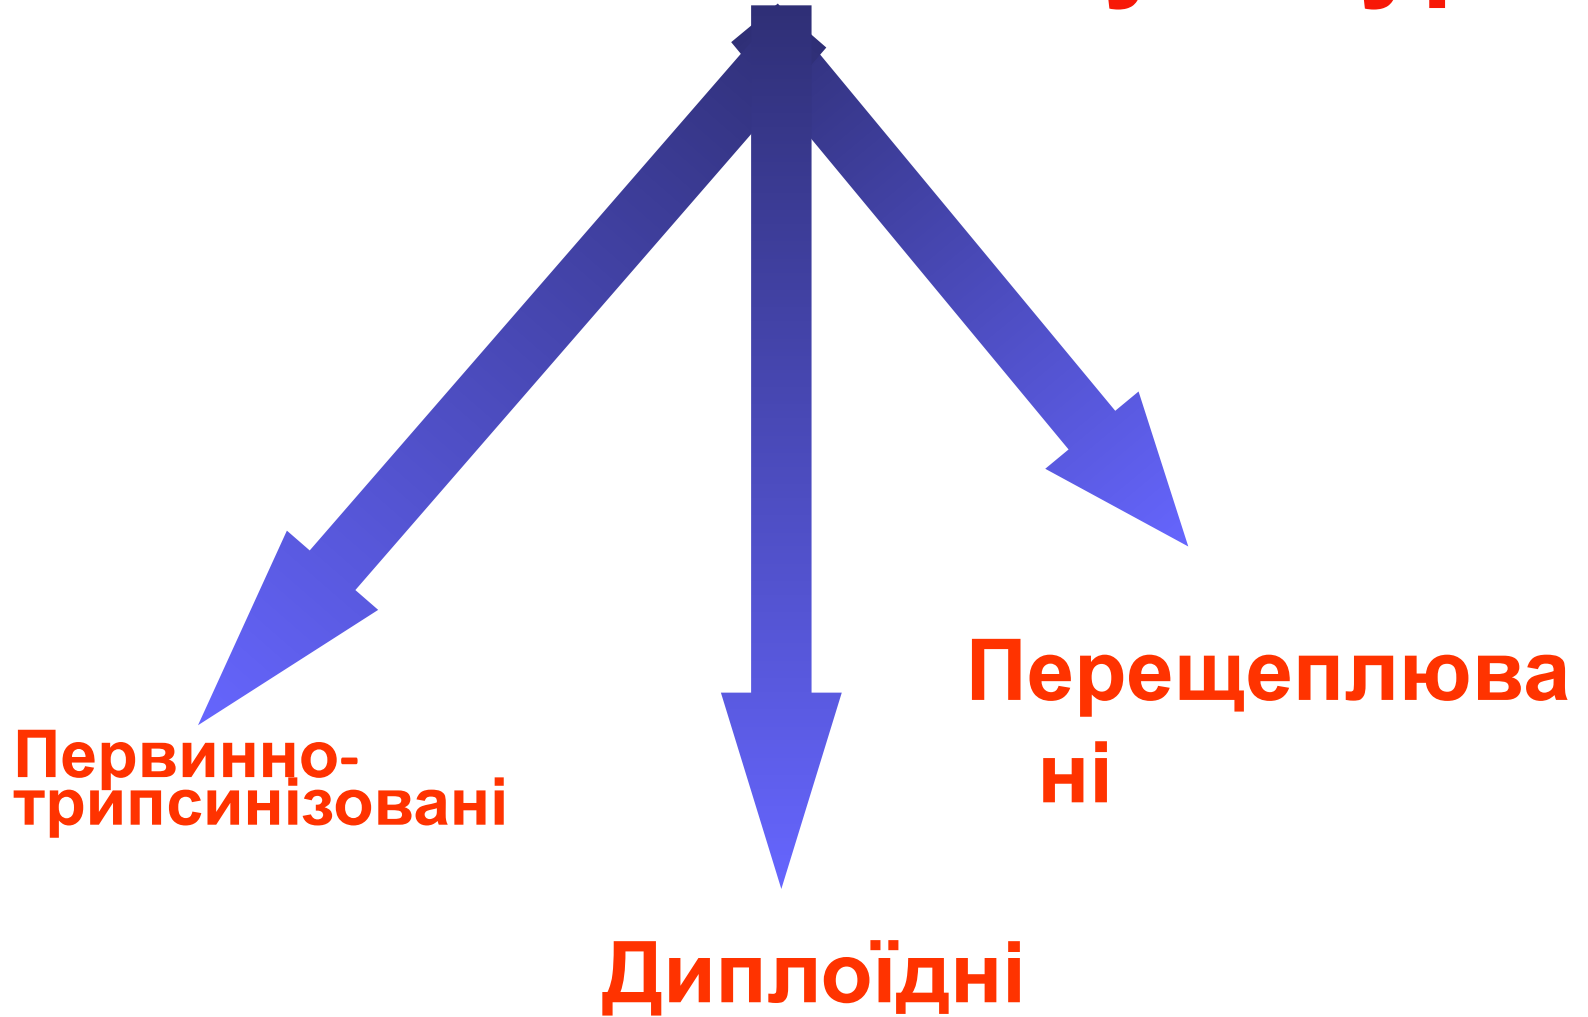 Перещеплюва
ні
Первинно-
трипсинізовані
Диплоїдні